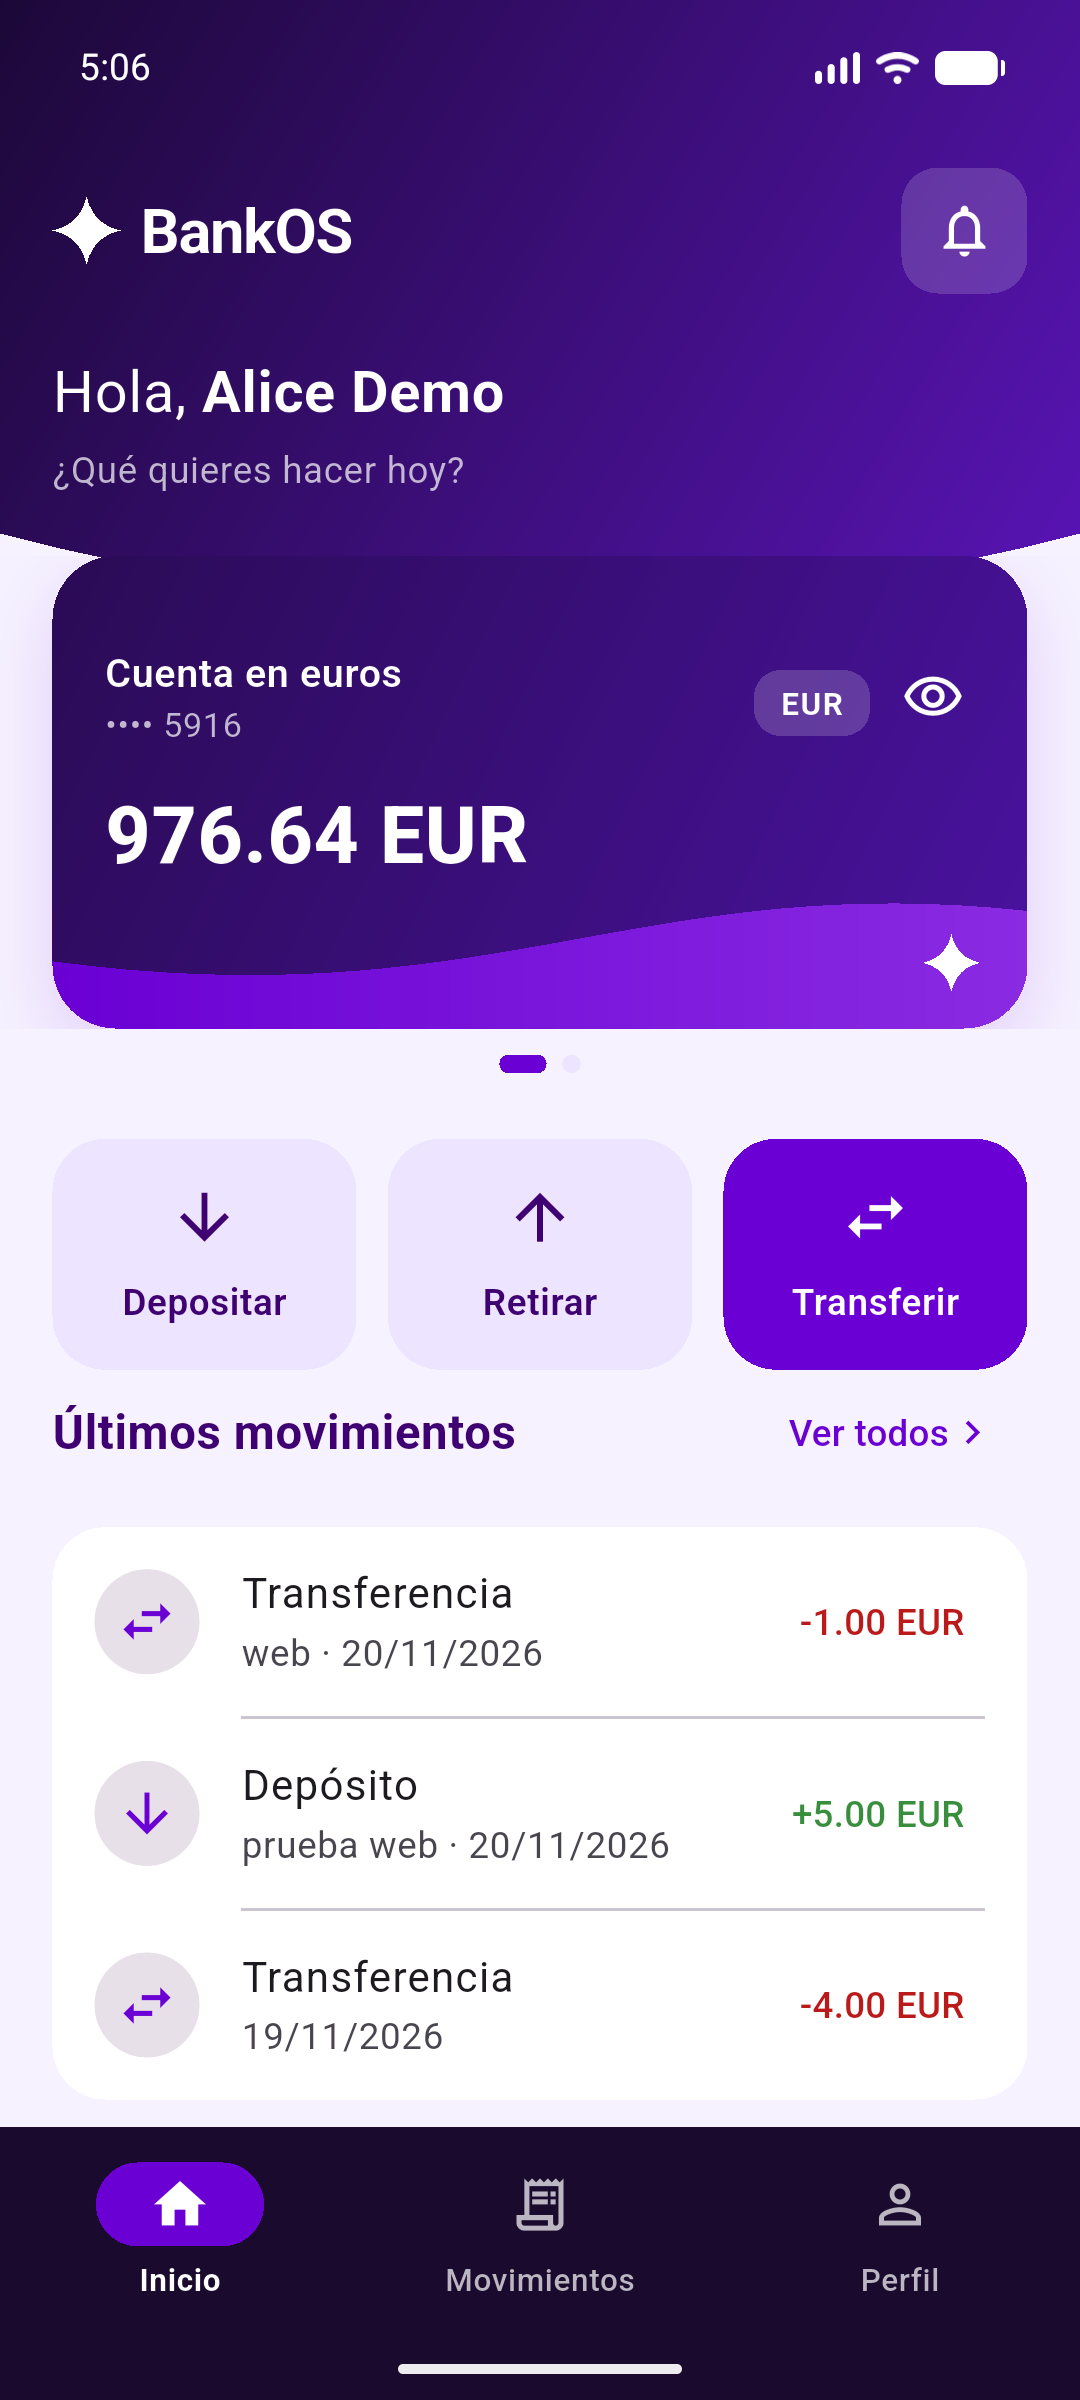 5:06
BankOS
Hola, Alice Demo
¿Qué quieres hacer hoy?
Cuenta en euros
•••• 5916
EUR
976.64 EUR
Depositar
Retirar
Transferir
Últimos movimientos
Ver todos
Transferencia
web · 20/11/2026
-1.00 EUR
Depósito
prueba web · 20/11/2026
+5.00 EUR
Transferencia
19/11/2026
-4.00 EUR
Inicio
Movimientos
Perfil